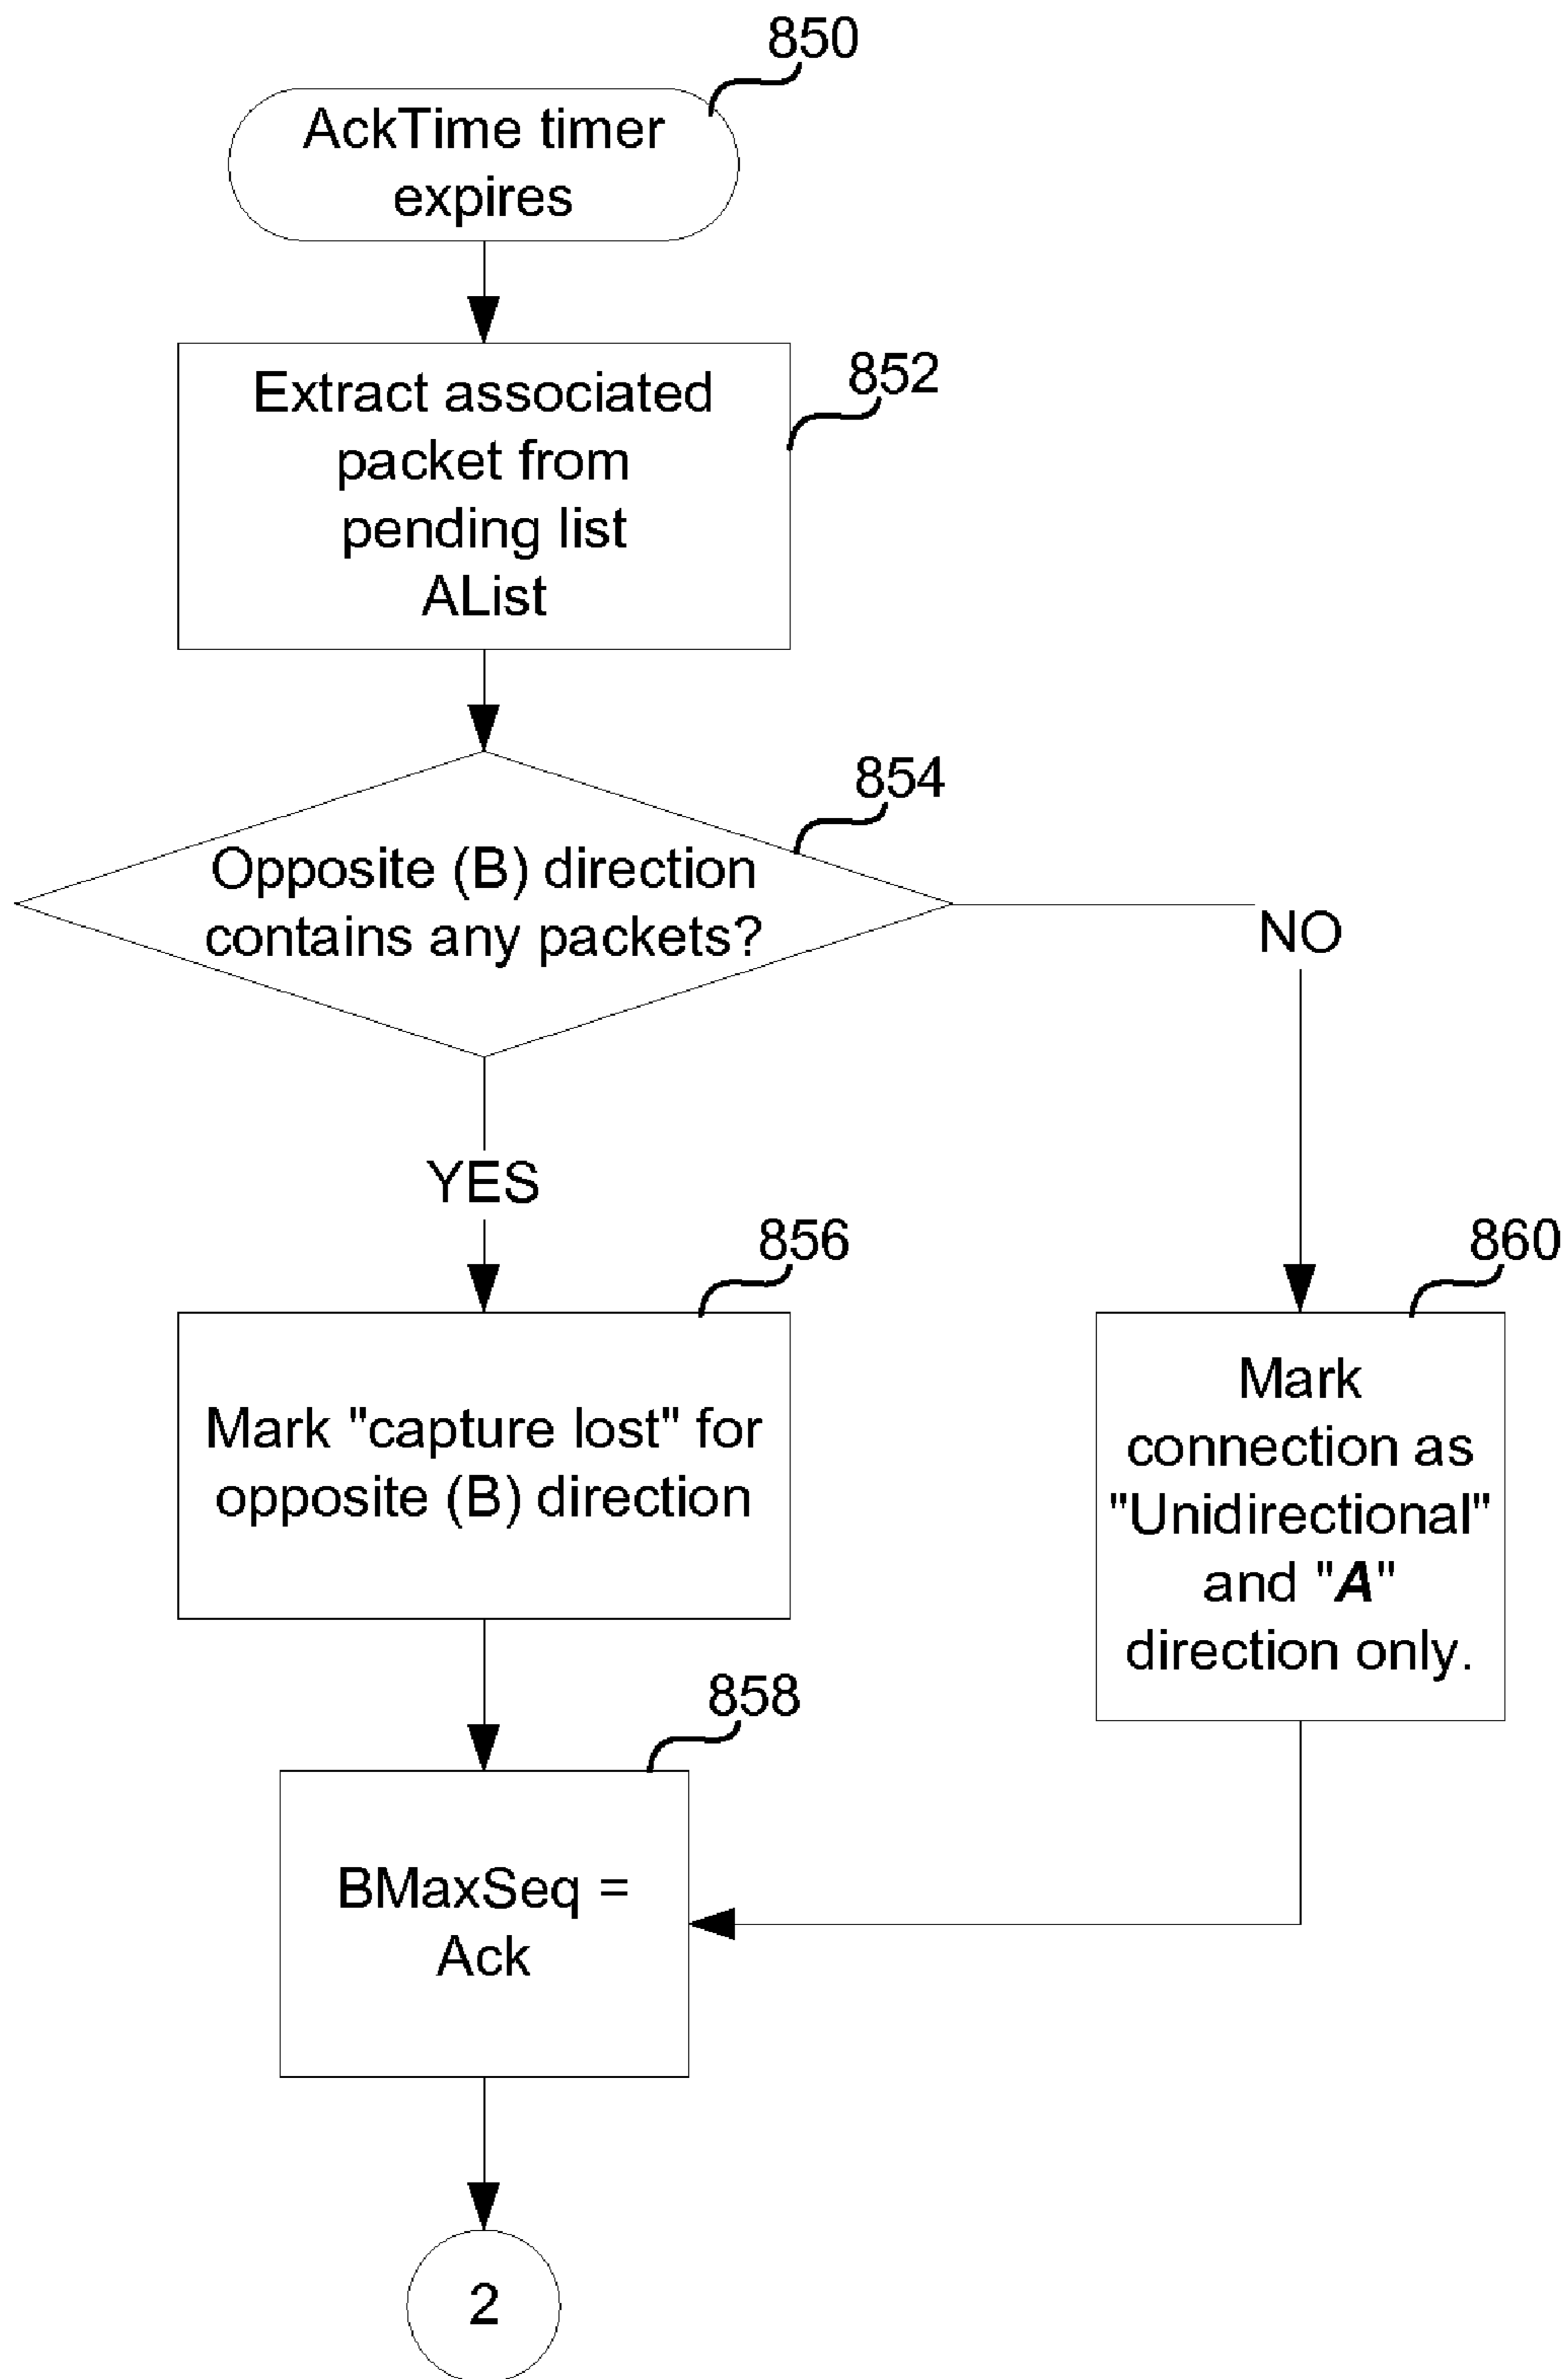 850
AckTime timer
expires
852
Extract associated
packet from
pending list
AList
854
Opposite (B) direction
contains any packets?
NO
YES
856
Mark "capture lost" for
opposite (B) direction
860
Mark
connection as
"Unidirectional"
and "A"
direction only.
858
BMaxSeq =
Ack
2